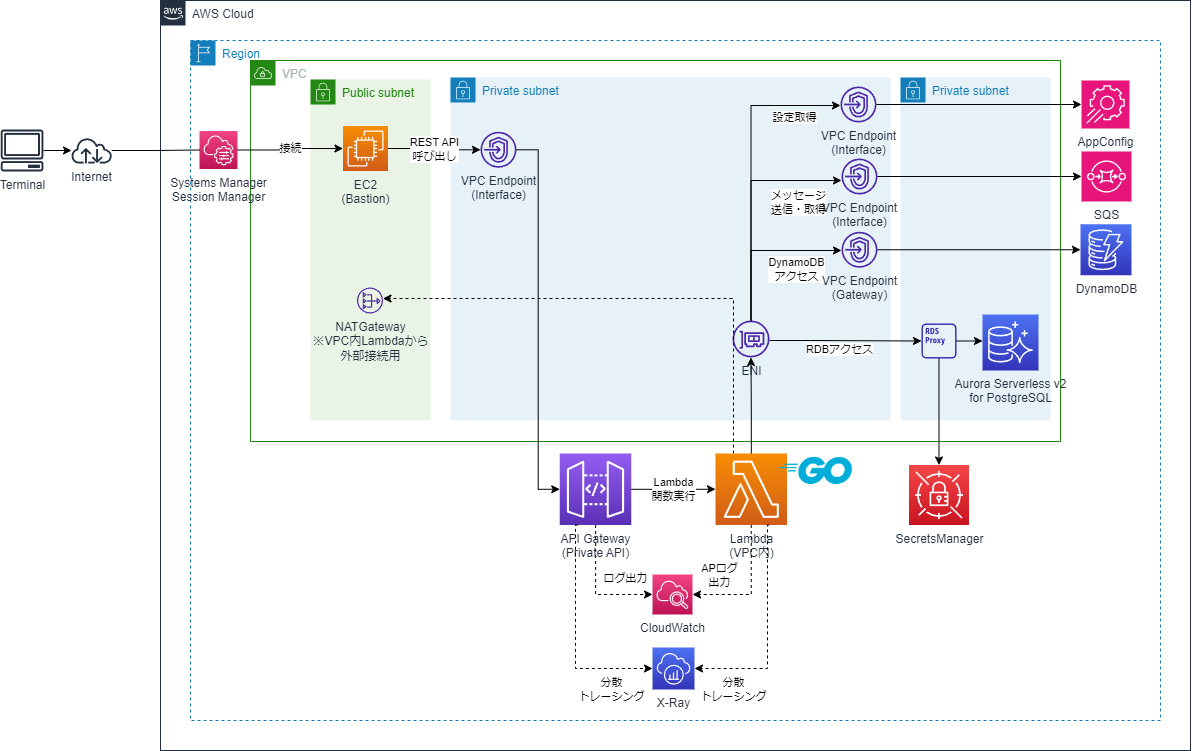 aws
AWS Cloud
Region
VPC
Public subnet
Private subnet
Private subnet
Terminal
Internet
Systems Manager
Session Manager
接続
EC2
(Bastion)
REST API
呼び出し
VPC Endpoint
(Interface)
設定取得
VPC Endpoint
(Interface)
AppConfig
メッセージ
送信・取得
VPC Endpoint
(Interface)
SQS
DynamoDB
アクセス
VPC Endpoint
(Gateway)
DynamoDB
NATGateway
※VPC内Lambdaから
外部接続用
ENI
RDBアクセス
RDS
Proxy
Aurora Serverless v2
for PostgreSQL
API Gateway
(Private API)
Lambda
関数実行
Lambda
(VPC内)
GO
SecretsManager
ログ出力
APログ
出力
CloudWatch
分散
トレーシング
X-Ray
分散
トレーシング